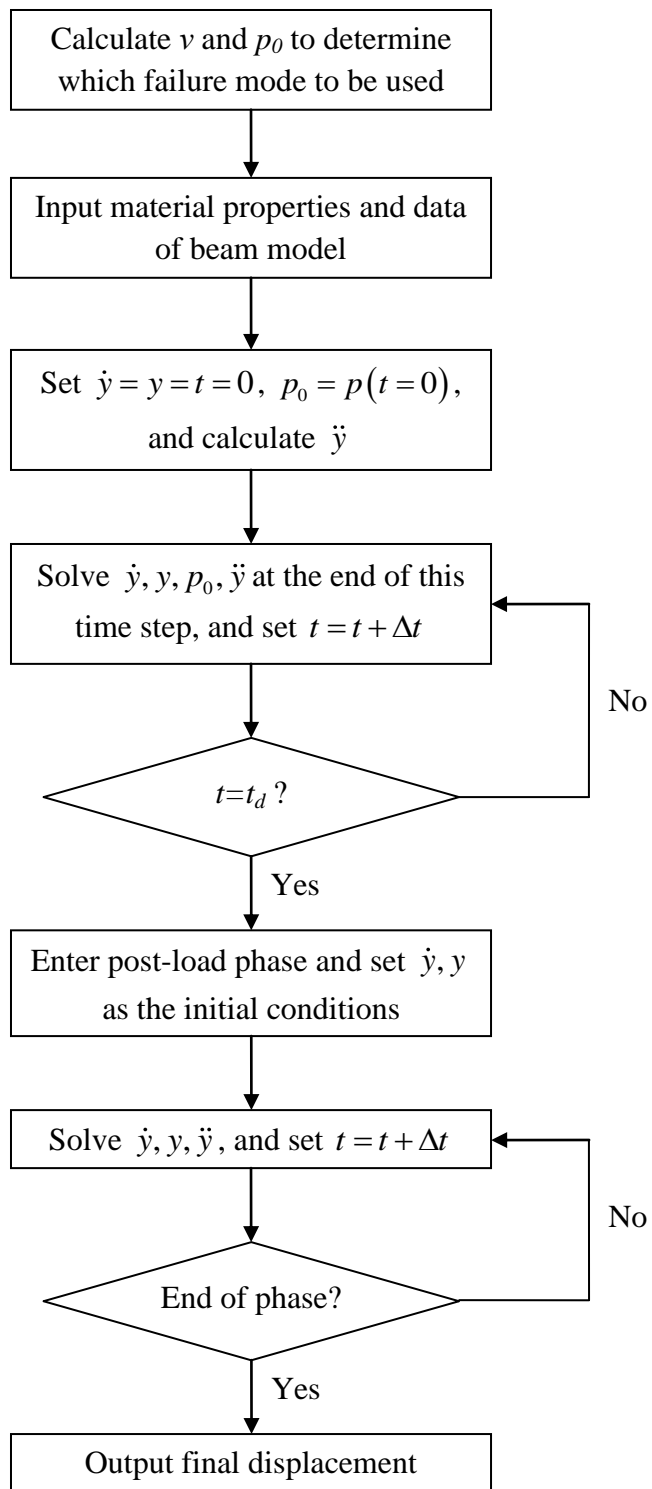 Calculate v and p₀ to determine
which failure mode to be used
Input material properties and data
of beam model
Set ẏ = y = t = 0, p₀ = p(t = 0),
and calculate ÿ
Solve ẏ, y, p₀, ÿ at the end of this
time step, and set t = t + Δt
No
t=t_d ?
Yes
Enter post-load phase and set ẏ, y
as the initial conditions
Solve ẏ, y, ÿ, and set t = t + Δt
No
End of phase?
Yes
Output final displacement